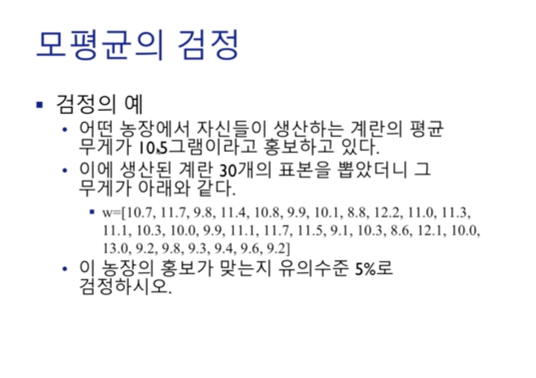 모평균의 검정
검정의 예
어떤 농장에서 자신들이 생산하는 계란의 평균
무게가 10.5그램이라고 홍보하고 있다.
이에 생산된 계란 30개의 표본을 뽑았더니 그
무게가 아래와 같다.
w=[10.7, 11.7, 9.8, 11.4, 10.8, 9.9, 10.1, 8.8, 12.2, 11.0, 11.3,
11.1, 10.3, 10.0, 9.9, 11.1, 11.7, 11.5, 9.1, 10.3, 8.6, 12.1, 10.0,
13.0, 9.2, 9.8, 9.3, 9.4, 9.6, 9.2]
이 농장의 홍보가 맞는지 유의수준 5%로
검정하시오.